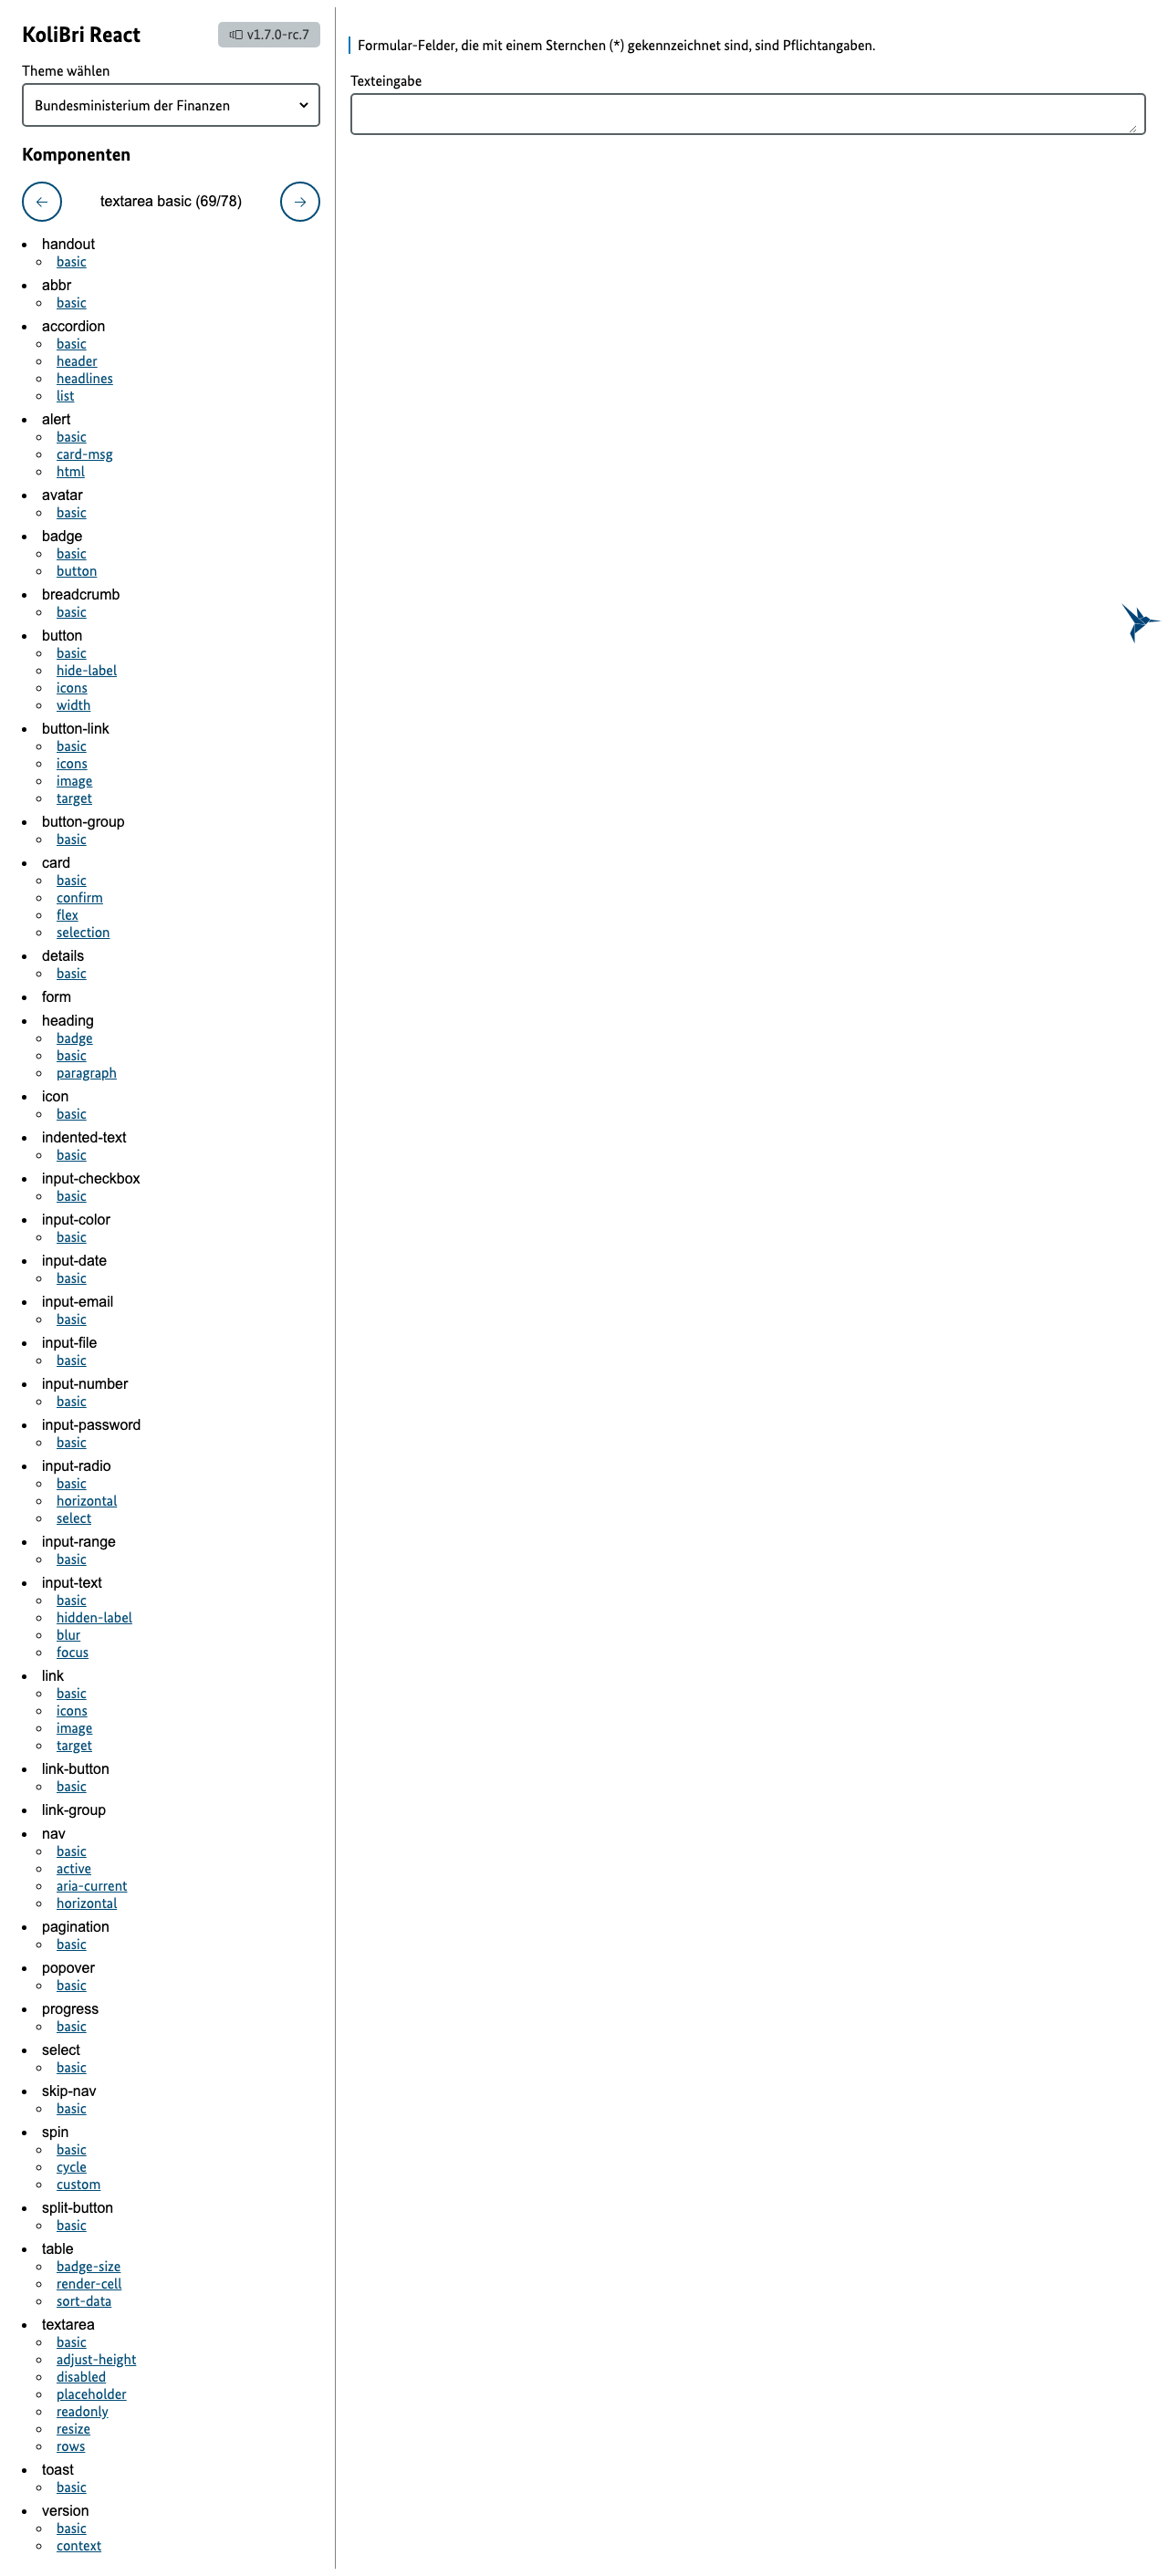 KoliBri React
v1.7.0-rc.7
Theme wählen
Bundesministerium der Finanzen
Komponenten
textarea basic (69/78)
handout
basic
abbr
basic
accordion
basic
header
headlines
list
alert
basic
card-msg
html
avatar
basic
badge
basic
button
breadcrumb
basic
button
basic
hide-label
icons
width
button-link
basic
icons
image
target
button-group
basic
card
basic
confirm
flex
selection
details
basic
form
heading
badge
basic
paragraph
icon
basic
indented-text
basic
input-checkbox
basic
input-color
basic
input-date
basic
input-email
basic
input-file
basic
input-number
basic
input-password
basic
input-radio
basic
horizontal
select
input-range
basic
input-text
basic
hidden-label
blur
focus
link
basic
icons
image
target
link-button
basic
link-group
nav
basic
active
aria-current
horizontal
pagination
basic
popover
basic
progress
basic
select
basic
skip-nav
basic
spin
basic
cycle
custom
split-button
basic
table
badge-size
render-cell
sort-data
textarea
basic
adjust-height
disabled
placeholder
readonly
resize
rows
toast
basic
version
basic
context
Formular-Felder, die mit einem Sternchen (*) gekennzeichnet sind, sind Pflichtangaben.
Texteingabe